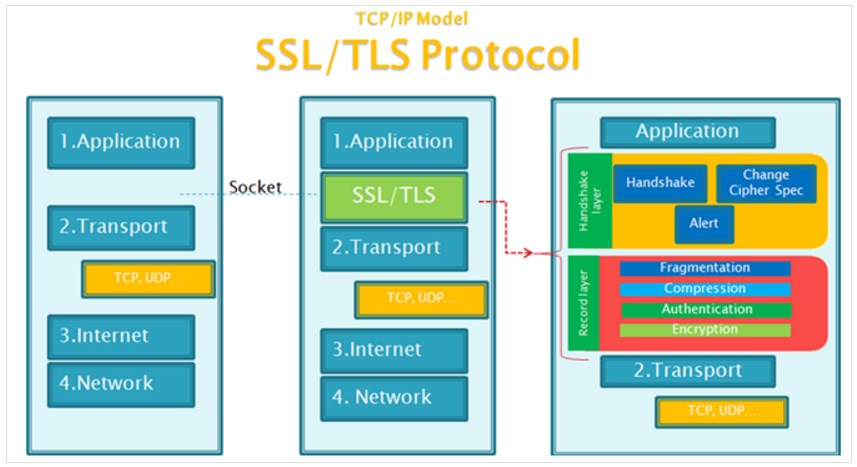 TCP/IP Model
SSL/TLS Protocol
1.Application
Socket
2.Transport
TCP, UDP...
3.Internet
4.Network
1.Application
SSL/TLS
2.Transport
TCP, UDP...
3.Internet
4. Network
Application
Handshake
layer
Handshake
Change
Cipher Spec
Alert
Record layer
Fragmentation
Compression
Authentication
Encryption
2.Transport
TCP, UDP...